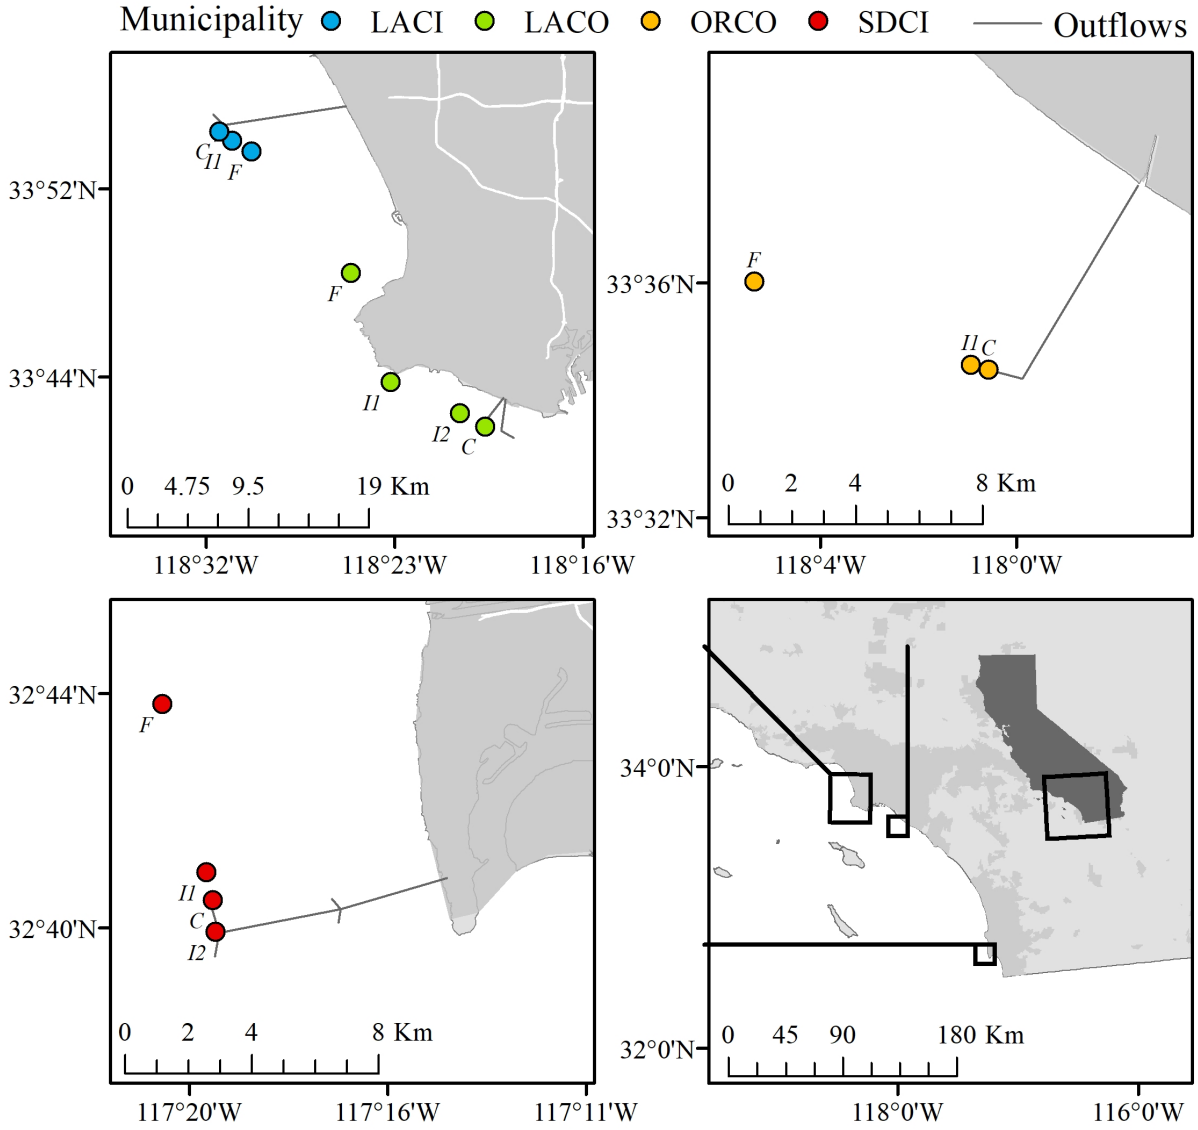 Municipality LACI LACO ORCO SDCI Outflows
C
I1
F
33°52'N
F
33°44'N
I1
I2
C
0 4.75 9.5 19 Km
118°32'W 118°23'W 118°16'W
F
33°36'N
I1 C
0 2 4 8 Km
33°32'N
118°4'W 118°0'W
32°44'N
F
I1
C
32°40'N
I2
0 2 4 8 Km
117°20'W 117°16'W 117°11'W
34°0'N
0 45 90 180 Km
32°0'N
118°0'W 116°0'W